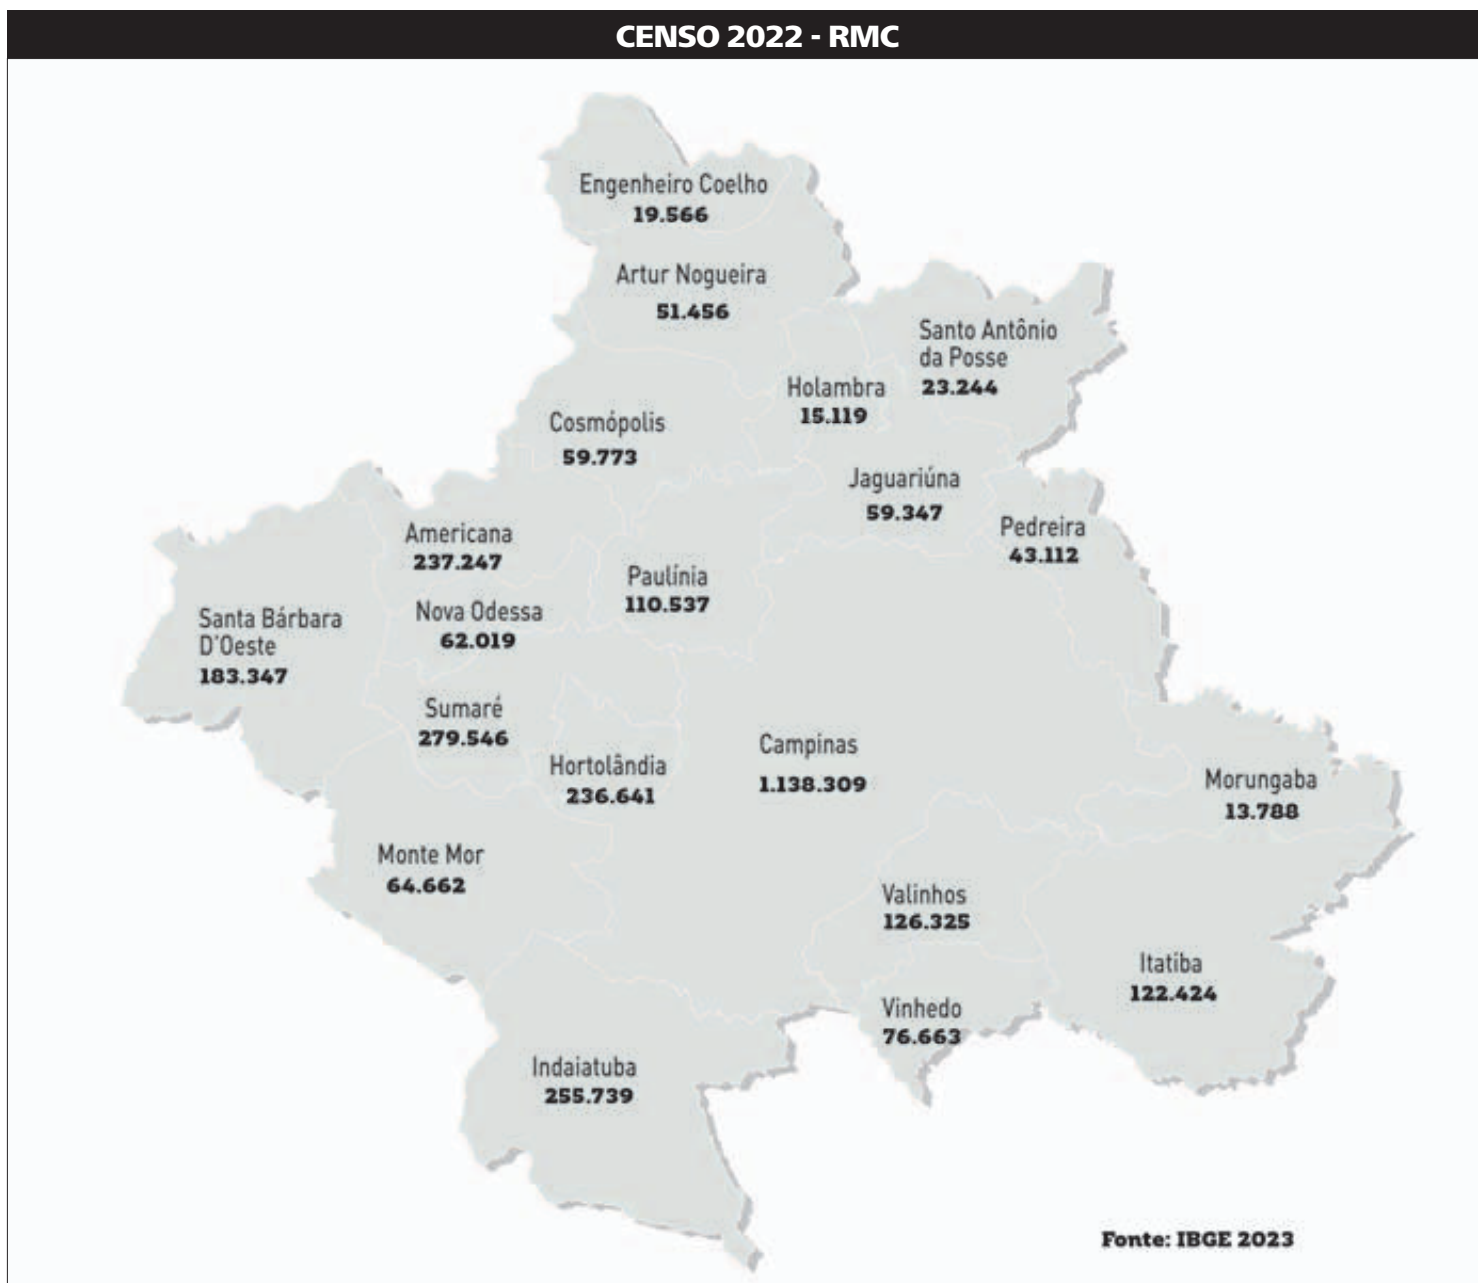 CENSO 2022 - RMC
Engenheiro Coelho
19.566
Artur Nogueira
51.456
Santo Antônio
da Posse
23.244
Holambra
15.119
Cosmópolis
59.773
Jaguariúna
59.347
Pedreira
43.112
Americana
237.247
Paulínia
110.537
Nova Odessa
62.019
Santa Bárbara
D'Oeste
183.347
Sumaré
279.546
Hortolândia
236.641
Campinas
1.138.309
Morungaba
13.788
Monte Mor
64.662
Valinhos
126.325
Itatiba
122.424
Vinhedo
76.663
Indaiatuba
255.739
Fonte: IBGE 2023